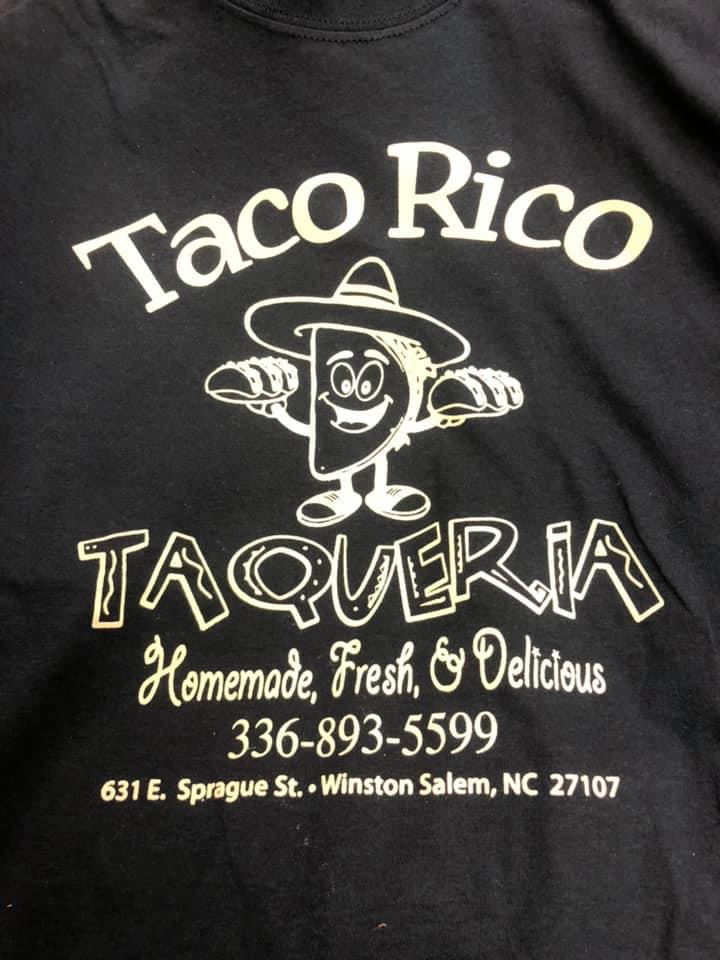 Taco Rico
TAQUERiA
Homemade, Fresh, & Delicious
336-893-5599
631 E. Sprague St. • Winston Salem, NC 27107